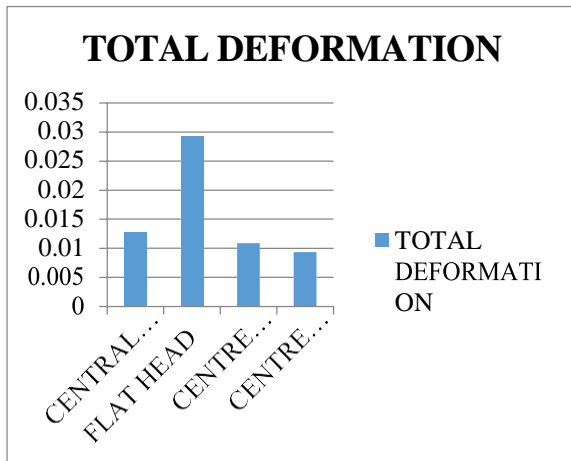 TOTAL DEFORMATION
0.035
0.03
0.025
0.02
0.015
0.01
0.005
0
CENTRAL...
FLAT HEAD
CENTRE...
CENTRE...
TOTAL
DEFORMATI
ON